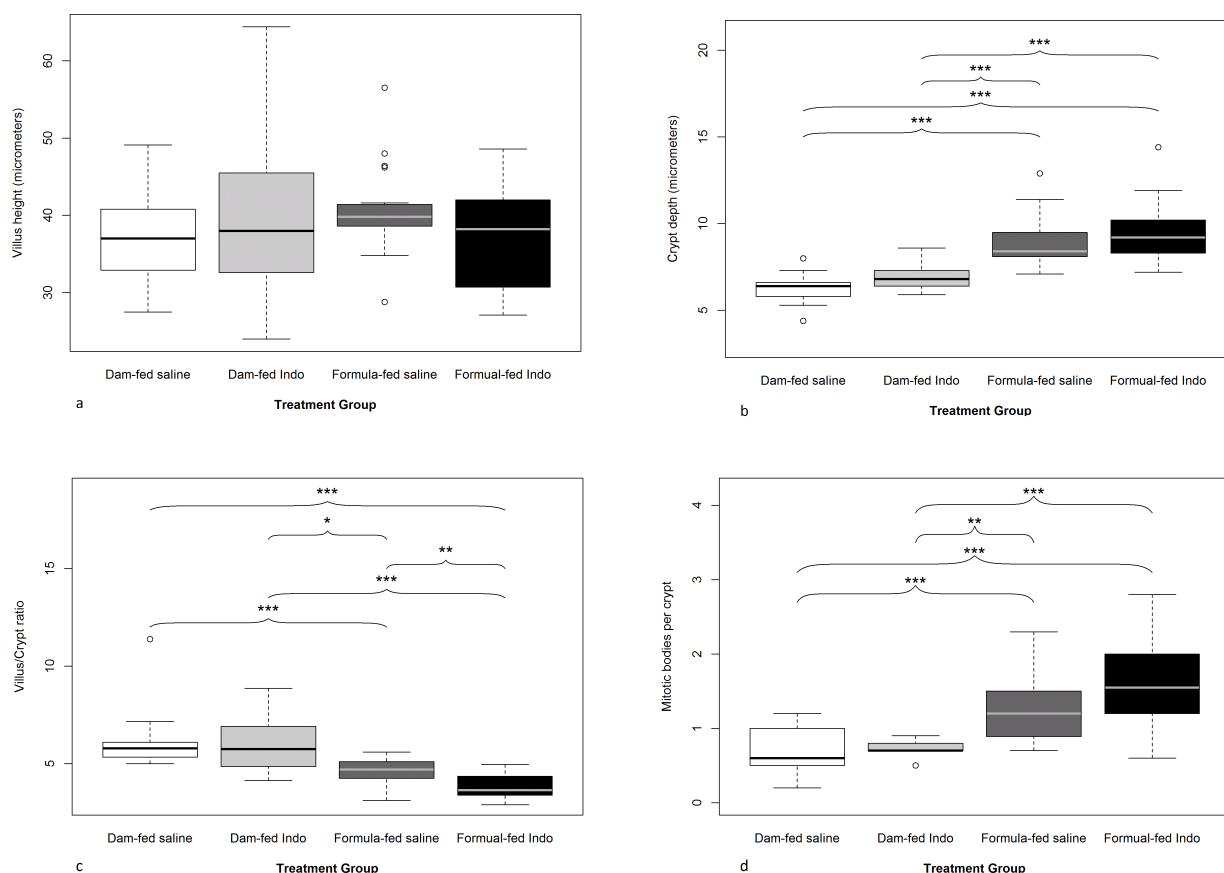 Villus height (micrometers)
60
50
40
30
Dam-fed saline
Dam-fed Indo
Formula-fed saline
Formual-fed Indo
a
Treatment Group
Crypt depth (micrometers)
20
15
10
5
***
***
***
***
Dam-fed saline
Dam-fed Indo
Formula-fed saline
Formual-fed Indo
b
Treatment Group
Villus/Crypt ratio
15
10
5
***
*
**
***
***
Dam-fed saline
Dam-fed Indo
Formula-fed saline
Formual-fed Indo
c
Treatment Group
Mitotic bodies per crypt
4
3
2
1
0
***
**
***
***
Dam-fed saline
Dam-fed Indo
Formula-fed saline
Formual-fed Indo
d
Treatment Group